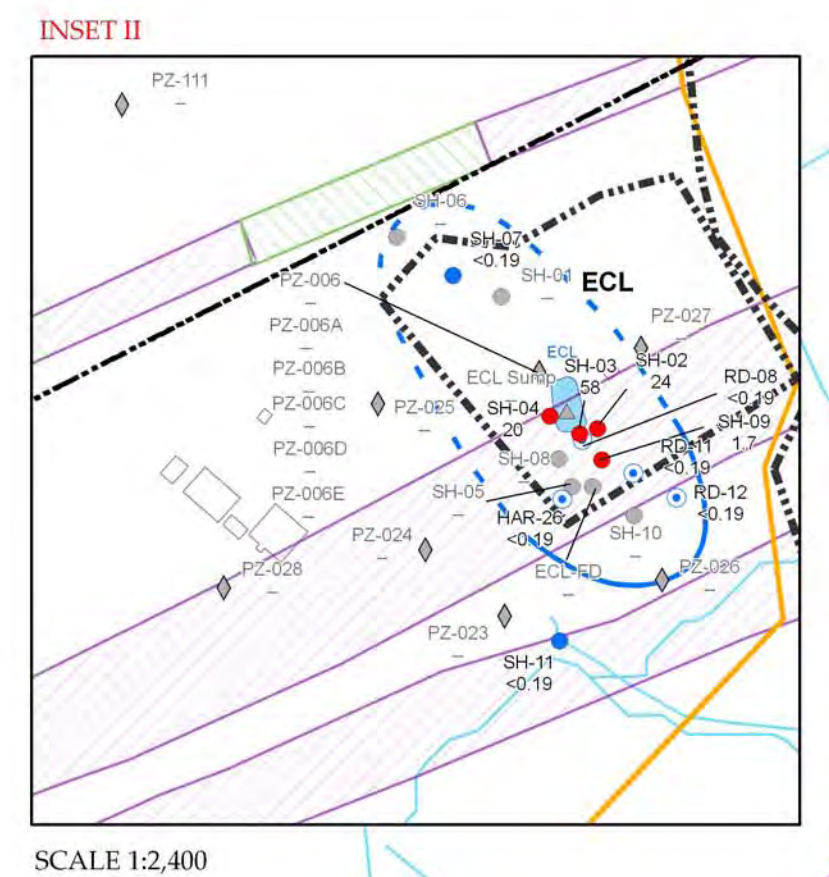 INSET II
PZ-111
–
SH-06
–
SH-07
<0.19
SH-01
–
ECL
PZ-006
–
PZ-006A
–
PZ-006B
–
PZ-006C
–
PZ-006D
–
PZ-006E
–
PZ-027
–
ECL
ECL Sump
–
SH-03
58
SH-02
24
RD-08
<0.19
SH-09
1.7
SH-04
20
PZ-025
–
SH-08
–
RD-11
<0.19
RD-12
<0.19
SH-05
–
HAR-26
<0.19
SH-10
–
PZ-024
–
ECL-FD
–
PZ-026
–
PZ-028
–
PZ-023
–
SH-11
<0.19
SCALE 1:2,400